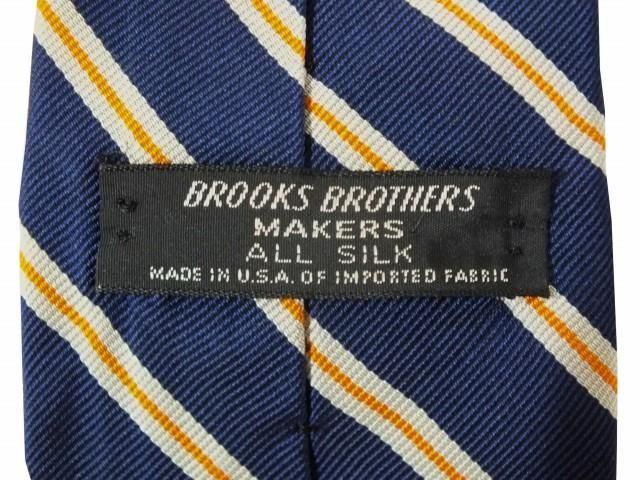 BROOKS BROTHERS
MAKERS
ALL SILK
MADE IN U.S.A. OF IMPORTED FABRIC